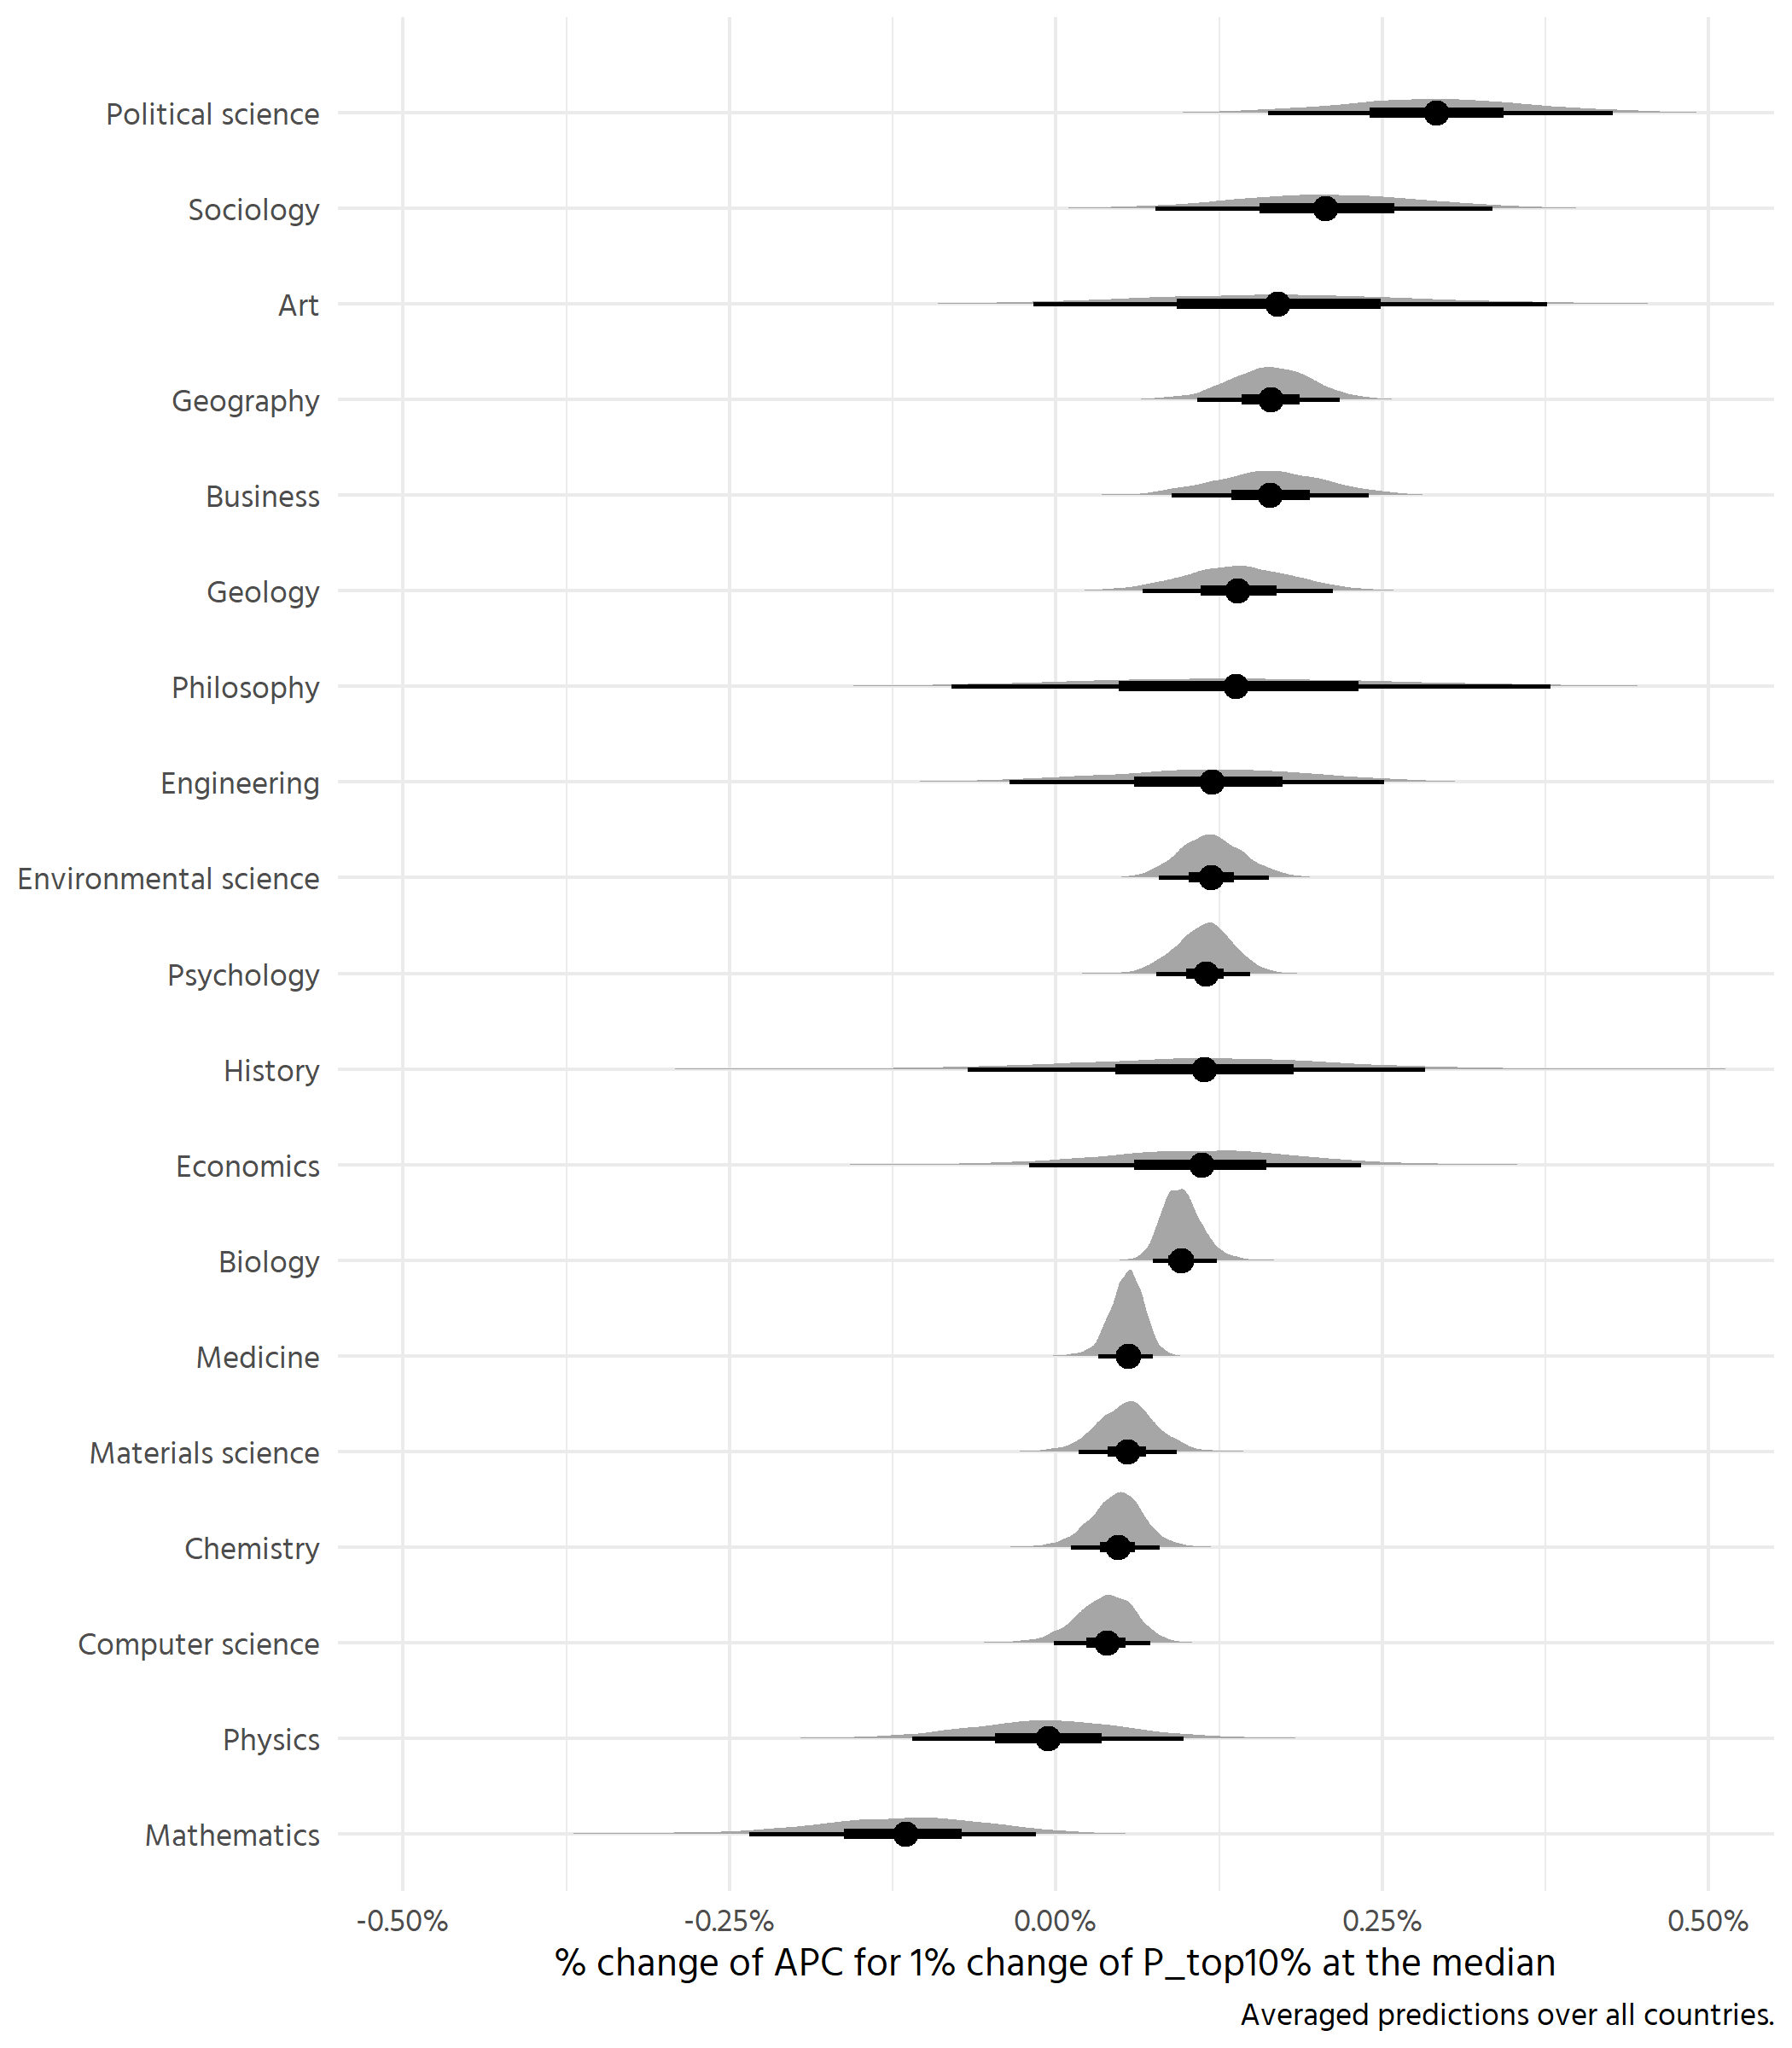 Political science
Sociology
Art
Geography
Business
Geology
Philosophy
Engineering
Environmental science
Psychology
History
Economics
Biology
Medicine
Materials science
Chemistry
Computer science
Physics
Mathematics
-0.50% -0.25% 0.00% 0.25% 0.50%
% change of APC for 1% change of P_top10% at the median
Averaged predictions over all countries.